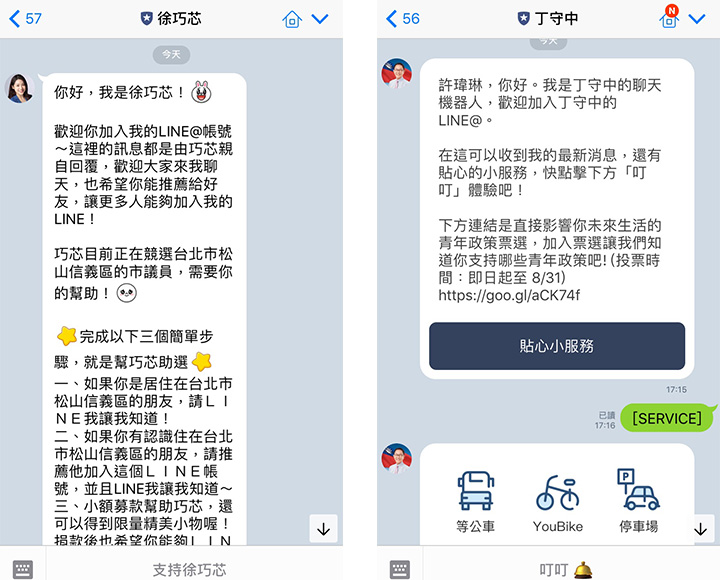 57
徐巧芯
今天
你好，我是徐巧芯！
歡迎你加入我的LINE@帳號
～這裡的訊息都是由巧芯親
自回覆，歡迎大家來我聊
天，也希望你能推薦給好
友，讓更多人能夠加入我的
LINE！
巧芯目前正在競選台北市松
山信義區的市議員，需要你
的幫助！
完成以下三個簡單步
驟，就是幫巧芯助選
一、如果你是居住在台北市
松山信義區的朋友，請ＬＩ
ＮＥ我讓我知道！
二、如果你有認識住在台北
市松山信義區的朋友，請推
薦他加入這個ＬＩＮＥ帳
號，並且LINE我讓我知道～
三、小額募款幫助巧芯，還
可以得到限量精美小物喔！
捐款後也希望你能夠ＬＩＮ
支持徐巧芯
56
丁守中
N
今天
許瑋琳，你好。我是丁守中的聊天
機器人，歡迎加入丁守中的
LINE@。
在這可以收到我的最新消息，還有
貼心的小服務，快點擊下方「叮
叮」體驗吧！
下方連結是直接影響你未來生活的
青年政策票選，加入票選讓我們知
道你支持哪些青年政策吧!（投票時
間：即日起至 8/31）
https://goo.gl/aCK74f
貼心小服務
17:15
已讀
17:16
[SERVICE]
P
等公車
YouBike
停車場
叮叮